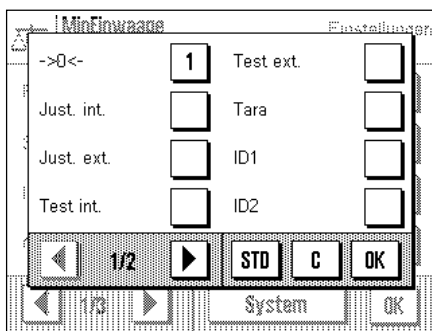 MinEinwaage Einstellungen
->0<- 1 Test ext.
Just. int. Tara
Just. ext. ID1
Test int. ID2
1/2 STD C OK
1/3 System OK